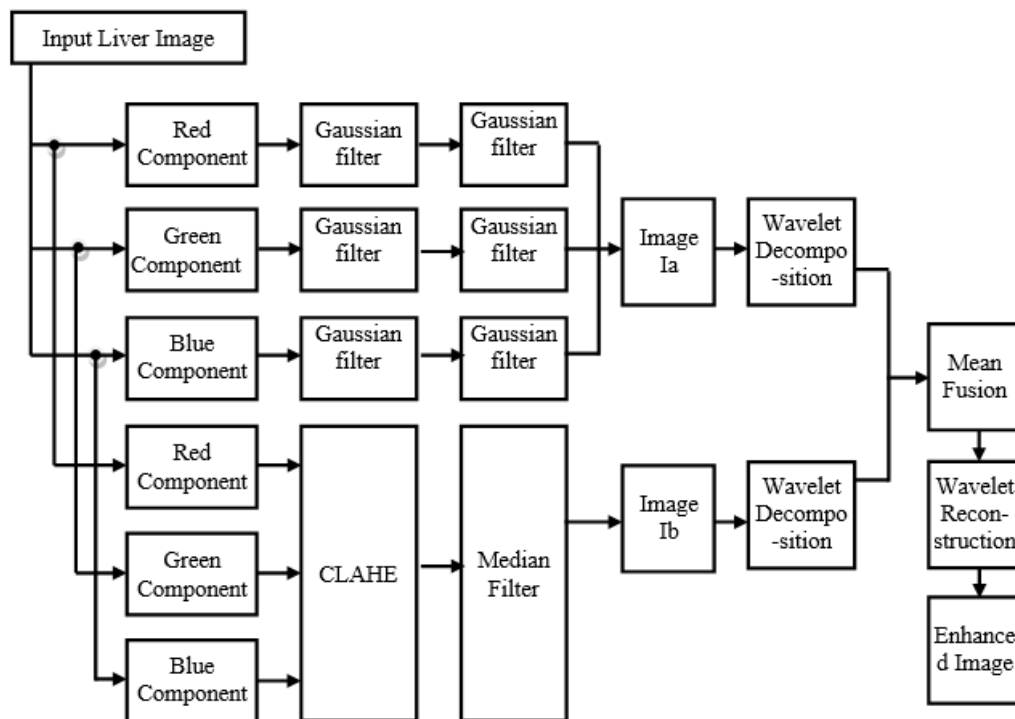 Input Liver Image
Red
Component
Gaussian
filter
Gaussian
filter
Green
Component
Gaussian
filter
Gaussian
filter
Blue
Component
Gaussian
filter
Gaussian
filter
Image
Ia
Wavelet
Decompo
-sition
Red
Component
Green
Component
Blue
Component
CLAHE
Median
Filter
Image
Ib
Wavelet
Decompo
-sition
Mean
Fusion
Wavelet
Recon-
struction
Enhance
d Image